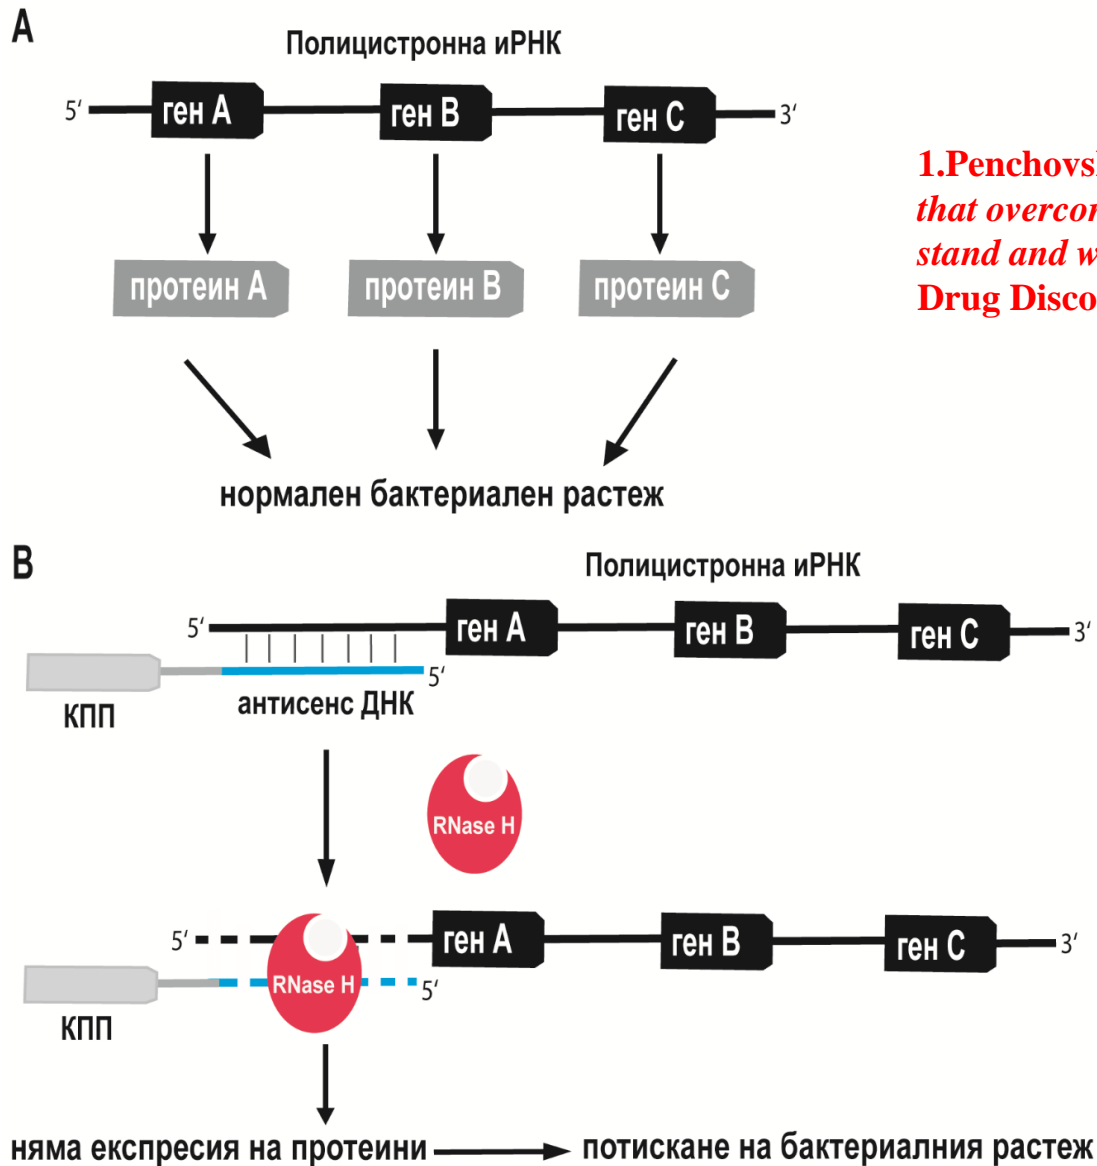 A
Полицистронна иРНК
5‘ ген A ген B ген C 3‘
протеин A протеин B протеин C
нормален бактериален растеж
1.Penchovsk
that overcor
stand and w
Drug Disco
B
Полицистронна иРНК
5‘ ген A ген B ген C 3‘
5‘
КПП
антисенс ДНК
RNase H
5‘ ген A ген B ген C 3‘
RNase H
5‘
КПП
няма експресия на протеини потискане на бактериалния растеж